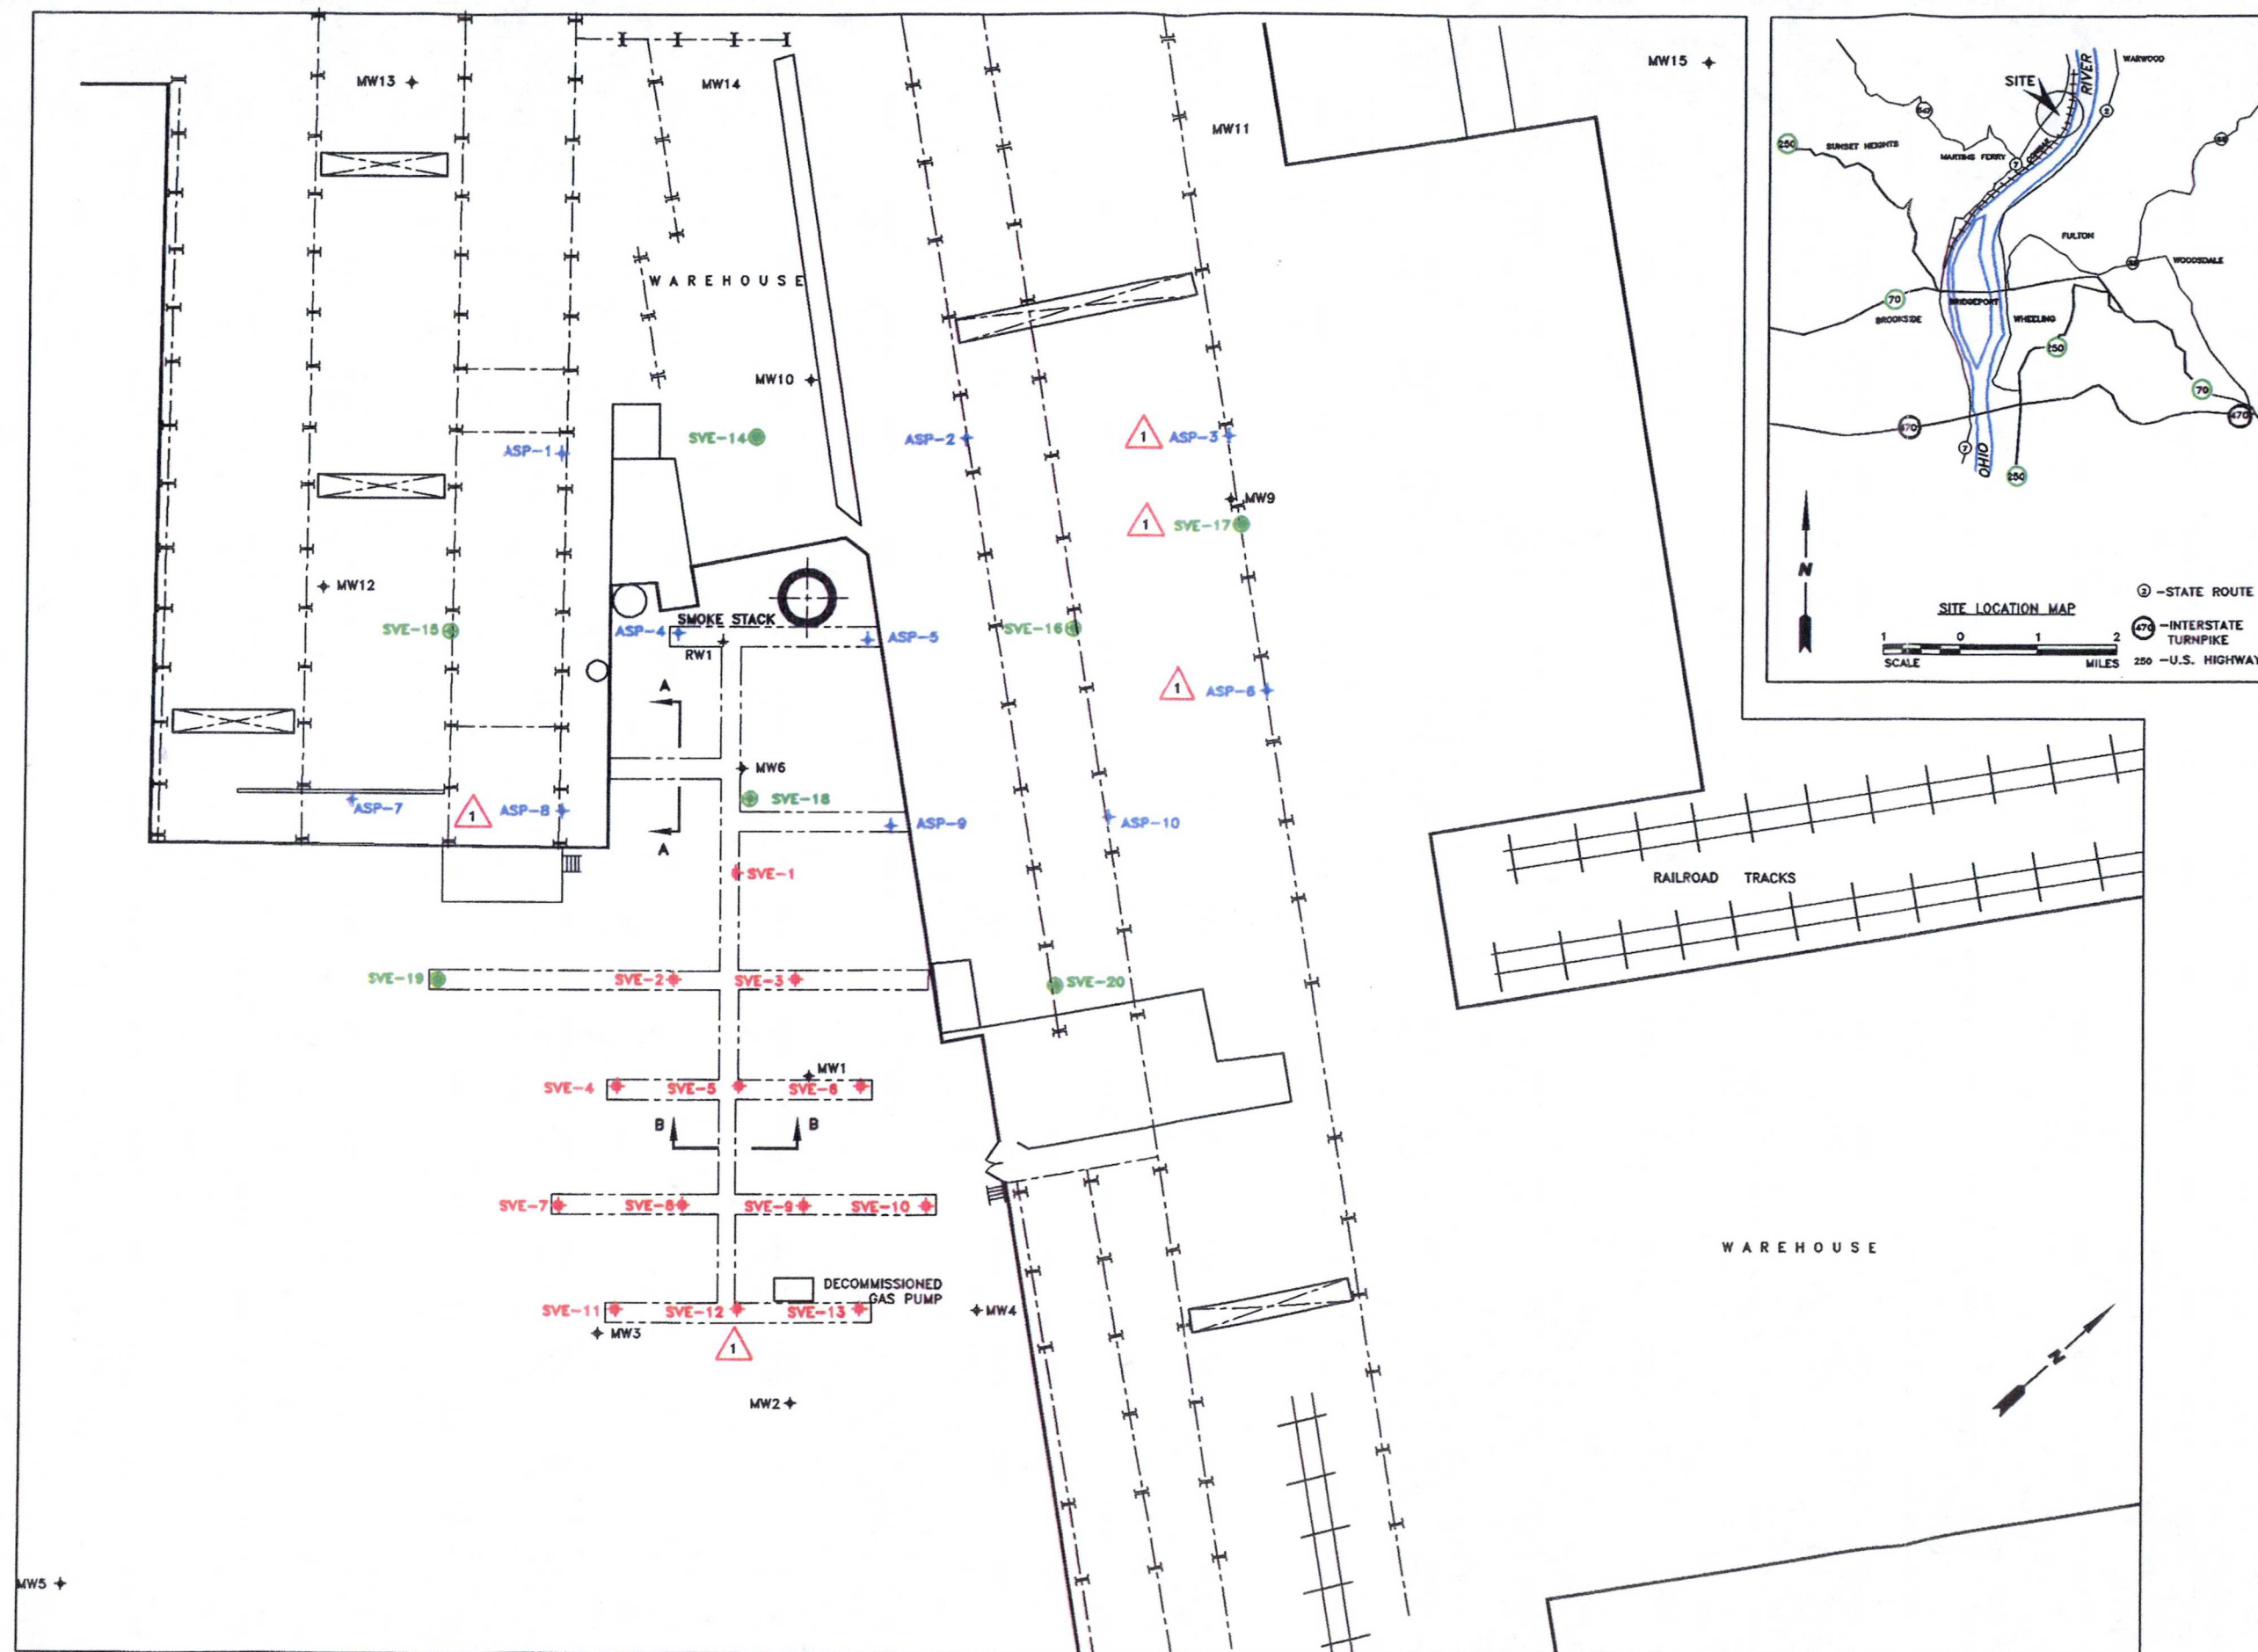 MW13
MW14
MW15
MW11
WAREHOUSE
MW10
SVE-14
ASP-1
ASP-2
1
ASP-3
MW9
1
SVE-17
MW12
SVE-15
SMOKE STACK
ASP-4
RW1
ASP-5
SVE-16
1
ASP-6
A
A
MW6
SVE-18
ASP-7
1
ASP-8
ASP-9
ASP-10
SVE-1
SVE-19
SVE-2
SVE-3
SVE-20
RAILROAD TRACKS
MW1
SVE-4
SVE-5
SVE-6
B
B
SVE-7
SVE-8
SVE-9
SVE-10
DECOMMISSIONED
GAS PUMP
SVE-11
SVE-12
SVE-13
MW4
MW3
1
MW2
MW5
WAREHOUSE
N
SITE
RIVER
WARWOOD
2
250
SUNSET HEIGHTS
MARTINS FERRY
7
FULTON
WOODSDALE
70
BROOKSIDE
BRIDGEPORT
WHEELING
250
70
470
470
7
OHIO
250
N
SITE LOCATION MAP
1 0 1 2
SCALE MILES
2 -STATE ROUTE
470 -INTERSTATE
TURNPIKE
250 -U.S. HIGHWAY